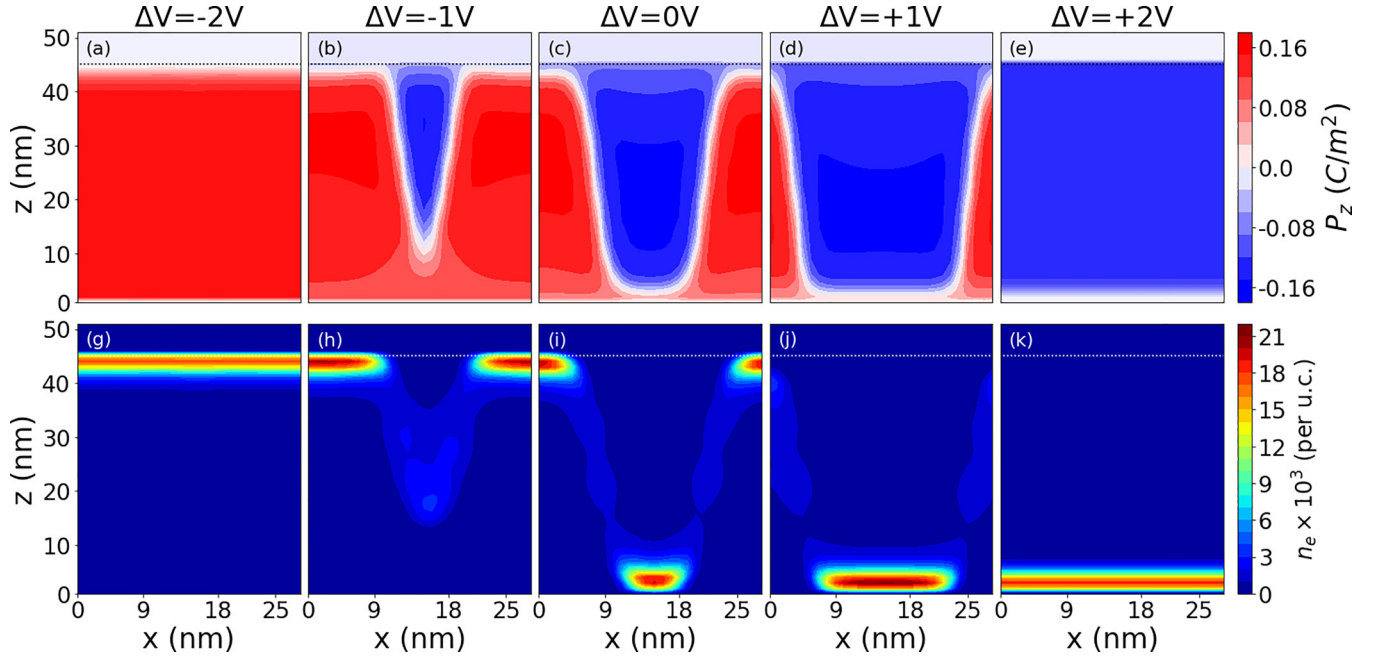 ΔV=-2V ΔV=-1V ΔV=0V ΔV=+1V ΔV=+2V
(a) (b) (c) (d) (e)
50
40
30
20
10
0
z (nm)
0.16
0.08
0.0
-0.08
-0.16
P_z (C/m²)
(g) (h) (i) (j) (k)
50
40
30
20
10
0
z (nm)
21
18
15
12
9
6
3
0
n_e × 10³ (per u.c.)
0 9 18 25 0 9 18 25 0 9 18 25 0 9 18 25 0 9 18 25
x (nm) x (nm) x (nm) x (nm) x (nm)